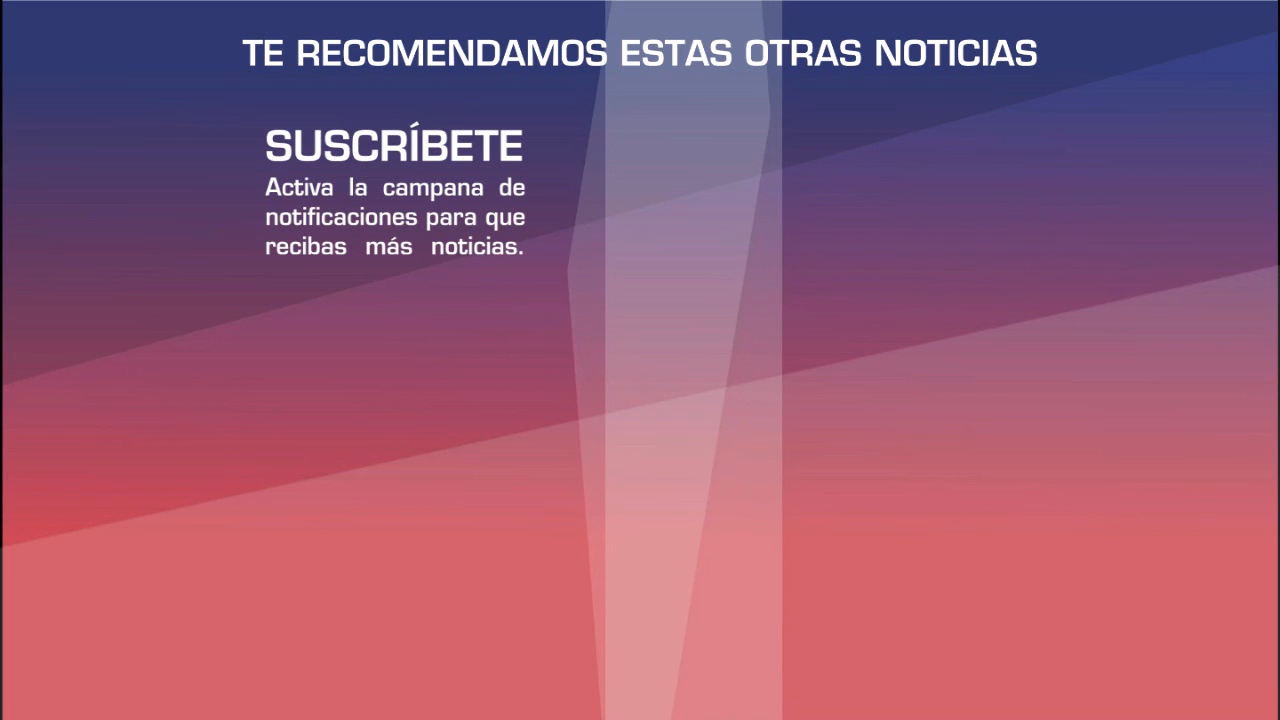 TE RECOMENDAMOS ESTAS OTRAS NOTICIAS
SUSCRÍBETE
Activa la campana de
notificaciones para que
recibas más noticias.